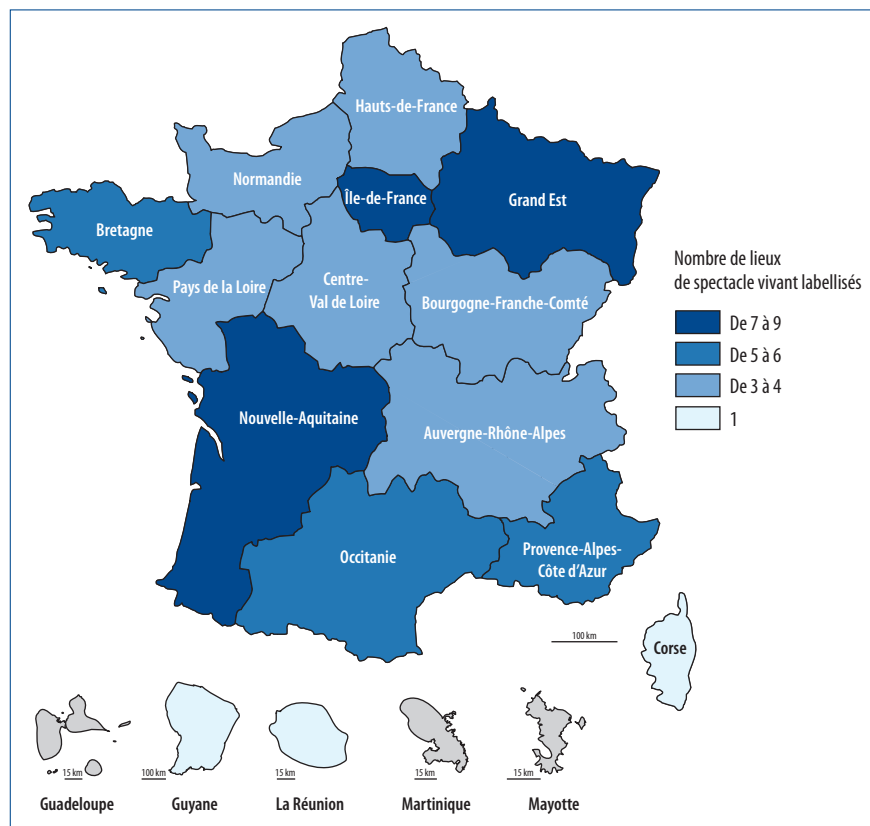 Hauts-de-France
Normandie
Île-de-France
Grand Est
Bretagne
Pays de la Loire
Centre-
Val de Loire
Bourgogne-Franche-Comté
Nombre de lieux
de spectacle vivant labellisés
De 7 à 9
De 5 à 6
De 3 à 4
1
Nouvelle-Aquitaine
Auvergne-Rhône-Alpes
Occitanie
Provence-Alpes-
Côte d'Azur
100 km
Corse
15 km
100 km
15 km
15 km
15 km
Guadeloupe
Guyane
La Réunion
Martinique
Mayotte